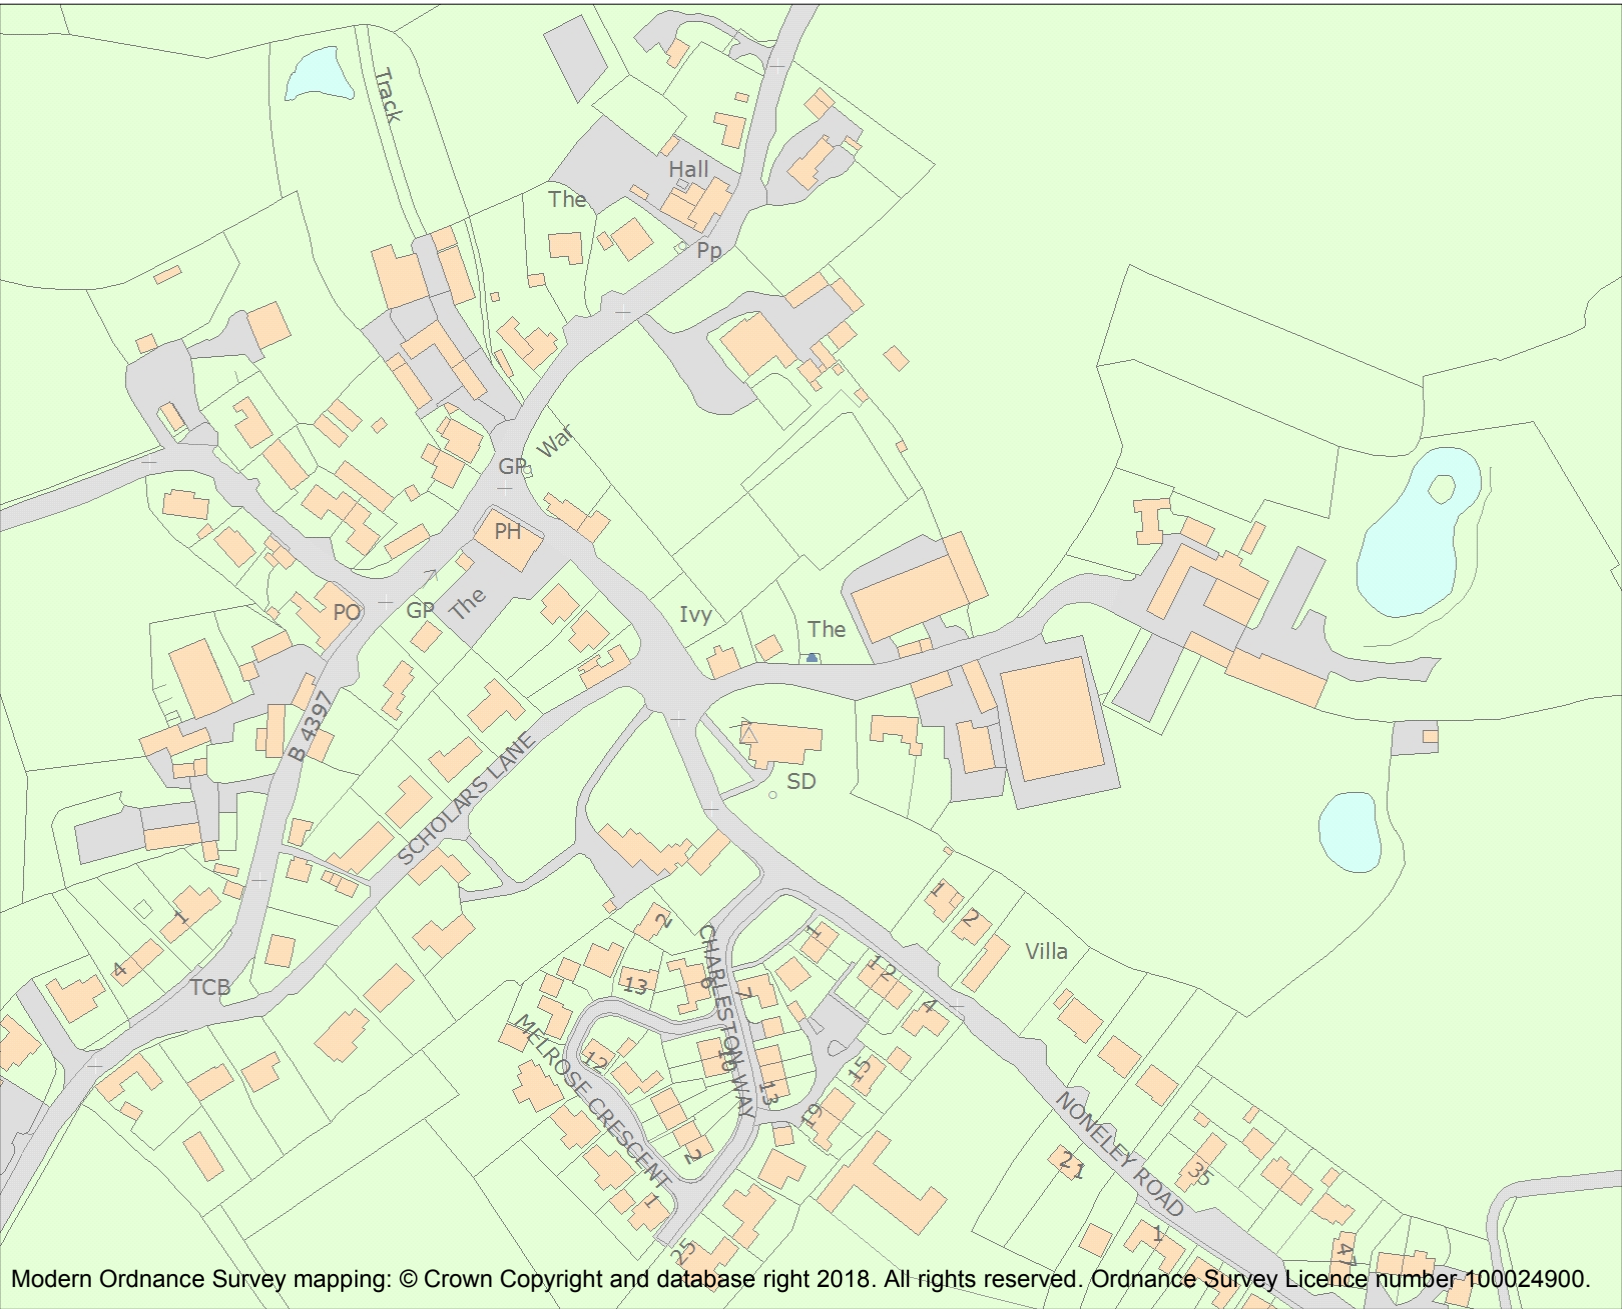 Track
Hall
The
Pp
War
GP
PH
PO
GP
The
Ivy
The
B 4397
SCHOLARS LANE
SD
1
2
Villa
1
4
TCB
2
CHARLESTON WAY
13
6
7
1
12
4
MELROSE CRESCENT
12
10
13
15
19
2
1
25
NONELEY ROAD
21
35
1
47
Modern Ordnance Survey mapping: © Crown Copyright and database right 2018. All rights reserved. Ordnance Survey Licence number 100024900.